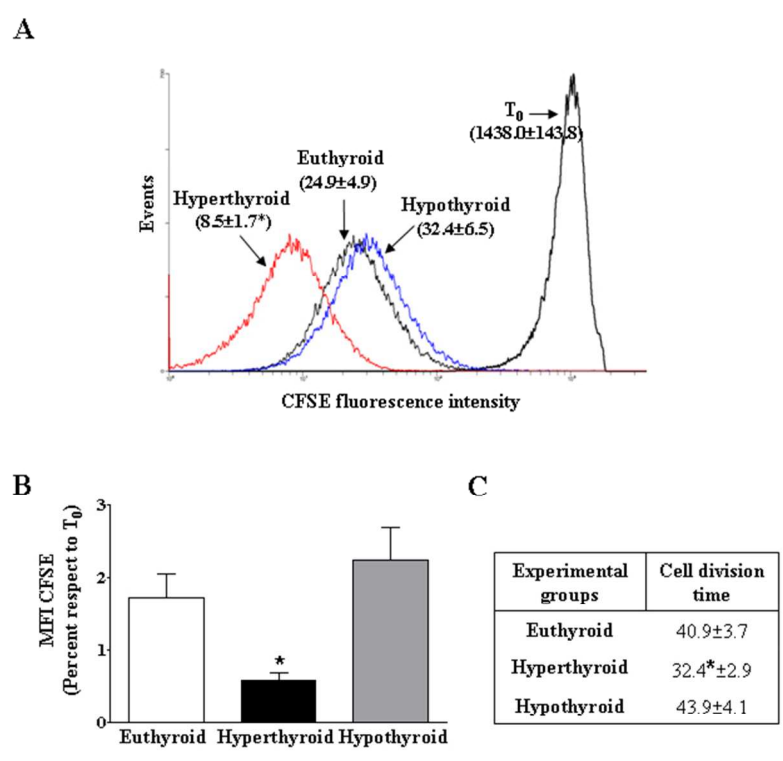 A
T0
(1438.0±143.8)
Euthyroid
(24.9±4.9)
Hyperthyroid
(8.5±1.7*)
Hypothyroid
(32.4±6.5)
Events
CFSE fluorescence intensity
B
MFI CFSE
(Percent respect to T0)
3
2
1
0
*
Euthyroid Hyperthyroid Hypothyroid
C
Experimental
groups
Cell division
time
Euthyroid 40.9±3.7
Hyperthyroid 32.4*±2.9
Hypothyroid 43.9±4.1